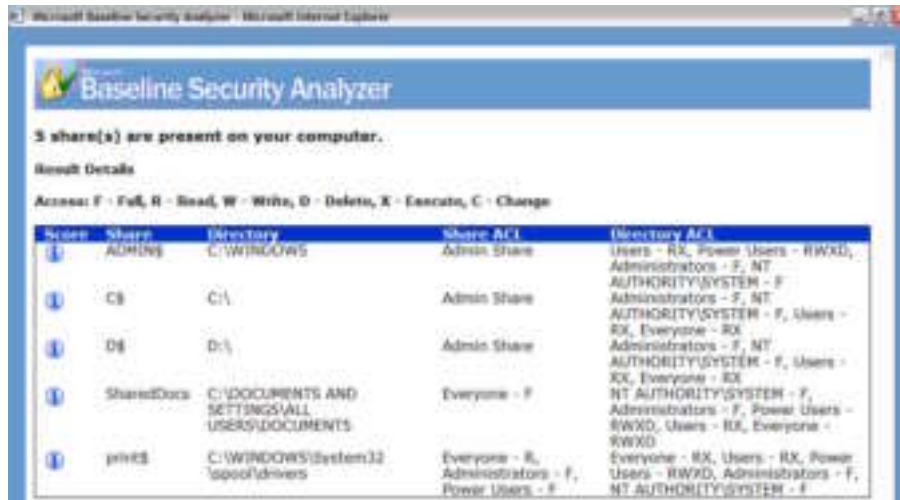 Microsoft Baseline Security Analyzer - Microsoft Internet Explorer
Baseline Security Analyzer
5 share(s) are present on your computer.
Result Details
Access: F - Full, R - Read, W - Write, D - Delete, X - Execute, C - Change
Score Share Directory Share ACL Directory ACL
ADMIN$ C:\WINDOWS Admin Share Users - RX, Power Users - RWXD,
Administrators - F, NT
AUTHORITY\SYSTEM - F
C$ C:\ Admin Share Administrators - F, NT
AUTHORITY\SYSTEM - F, Users -
RX, Everyone - RX
D$ D:\ Admin Share Administrators - F, NT
AUTHORITY\SYSTEM - F, Users -
RX, Everyone - RX
SharedDocs C:\DOCUMENTS AND Everyone - F NT AUTHORITY\SYSTEM - F,
SETTINGS\ALL Administrators - F, Power Users -
USERS\DOCUMENTS RWXD, Users - RX, Everyone -
RWXD
print$ C:\WINDOWS\System32 Everyone - R, Everyone - RX, Users - RX, Power
\spool\drivers Administrators - F, Users - RWXD, Administrators - F,
Power Users - F NT AUTHORITY\SYSTEM - F